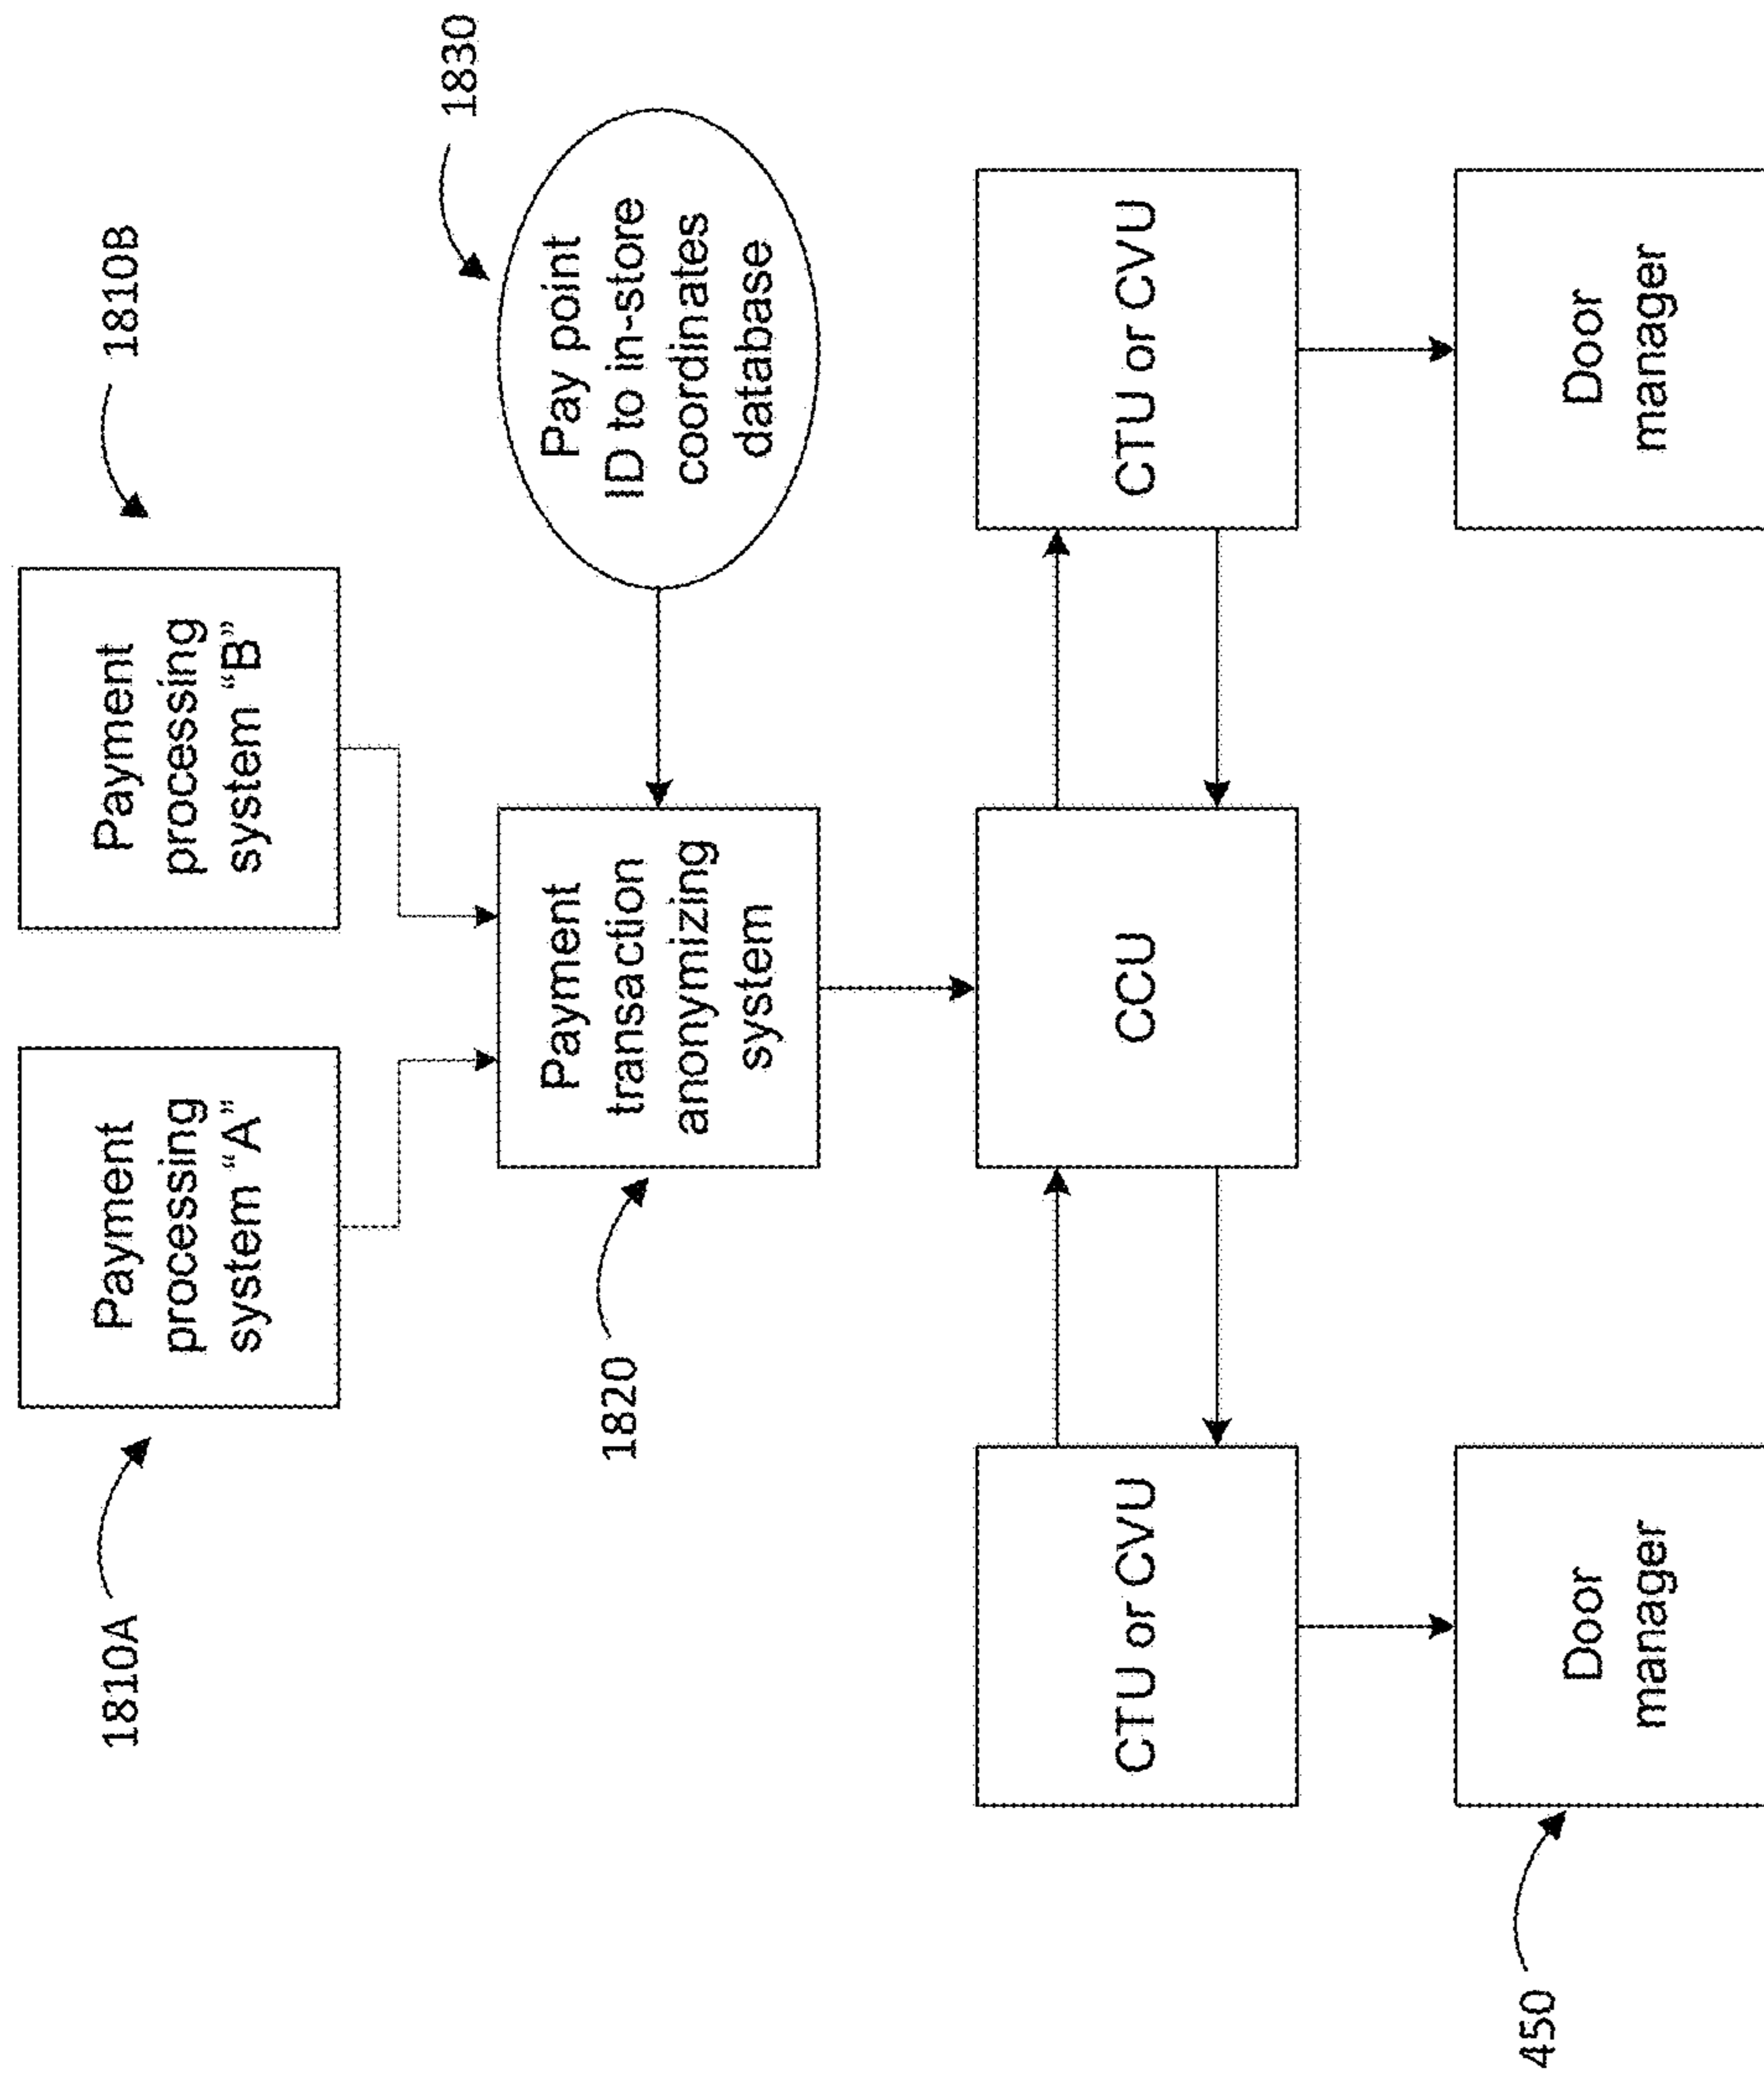 1810A
Payment
processing
system “A”
Payment
processing
system “B”
1810B
1820
Payment
transaction
anonymizing
system
Pay point
ID to in-store
coordinates
database
1830
CTU or CVU
CCU
CTU or CVU
450
Door
manager
Door
manager